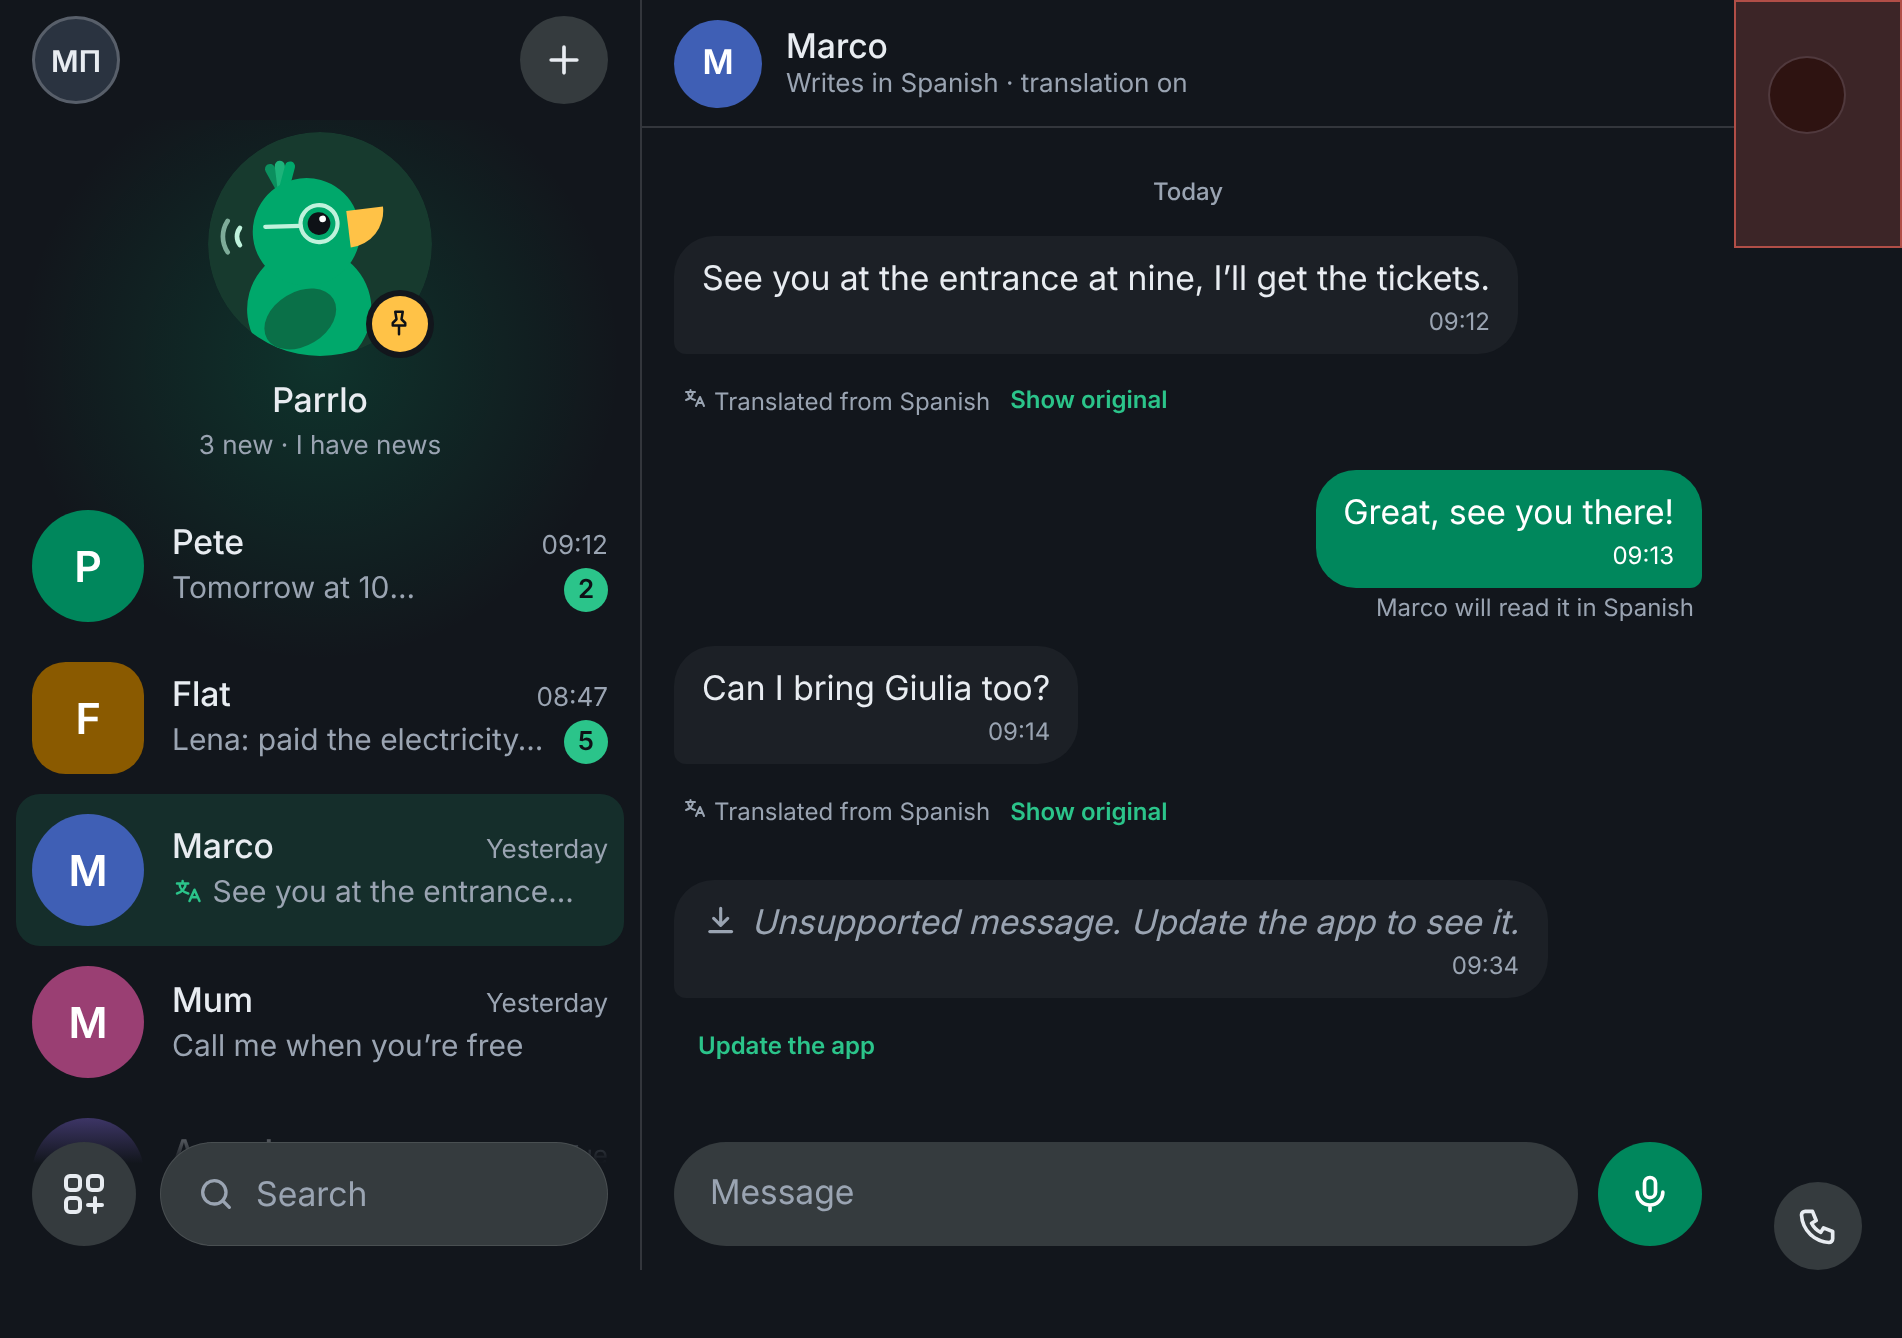 МП
Parrlo
3 new · I have news
P
Pete
09:12
Tomorrow at 10...
2
F
Flat
08:47
Lena: paid the electricity...
5
M
Marco
Yesterday
See you at the entrance...
M
Mum
Yesterday
Call me when you’re free
Search
M
Marco
Writes in Spanish · translation on
Today
See you at the entrance at nine, I’ll get the tickets.
09:12
Translated from Spanish Show original
Great, see you there!
09:13
Marco will read it in Spanish
Can I bring Giulia too?
09:14
Translated from Spanish Show original
Unsupported message. Update the app to see it.
09:34
Update the app
Message